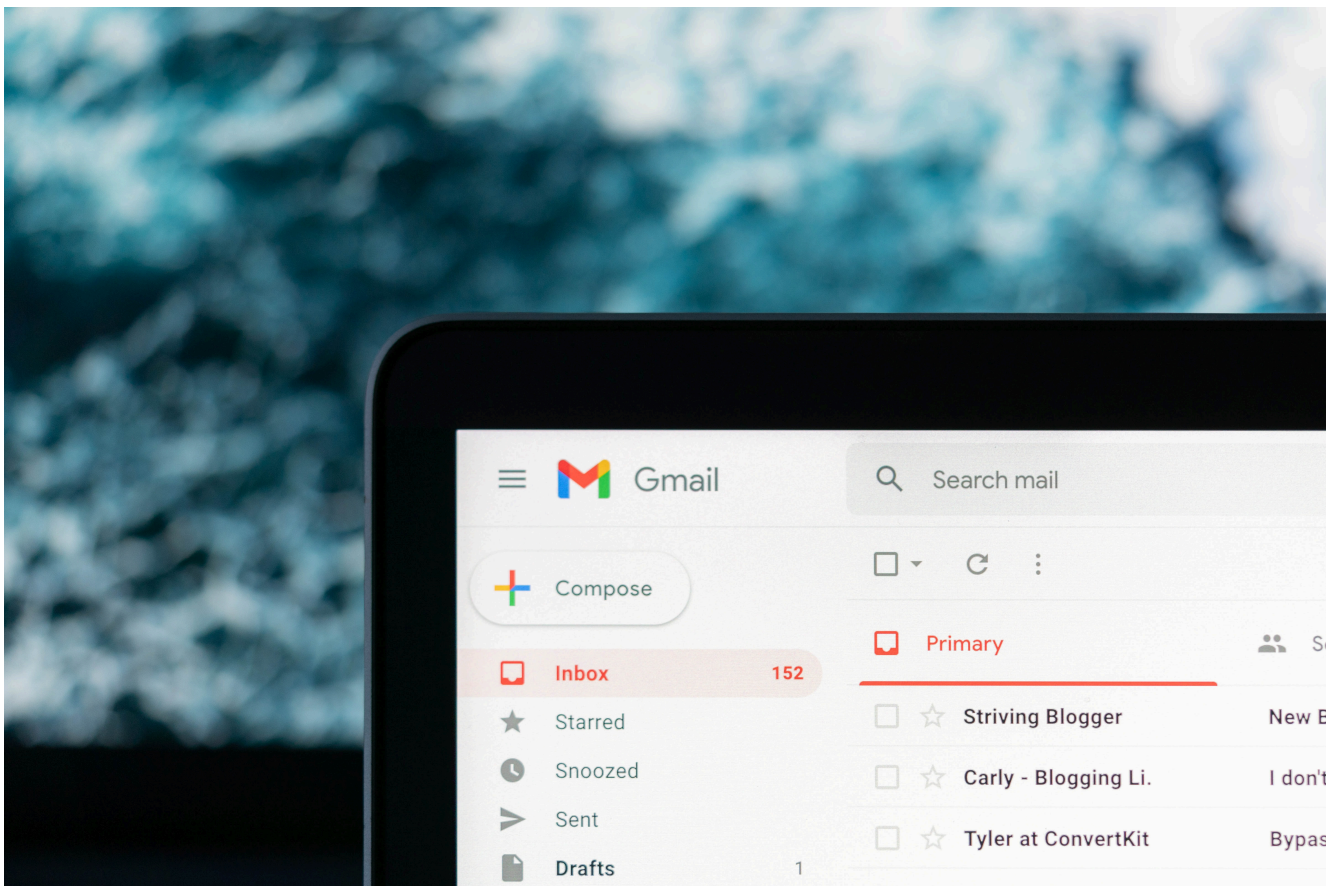 Gmail
Search mail
Compose
Primary
Inbox 152
Starred
Snoozed
Sent
Drafts 1
Striving Blogger New
Carly - Blogging Li. I don't
Tyler at ConvertKit